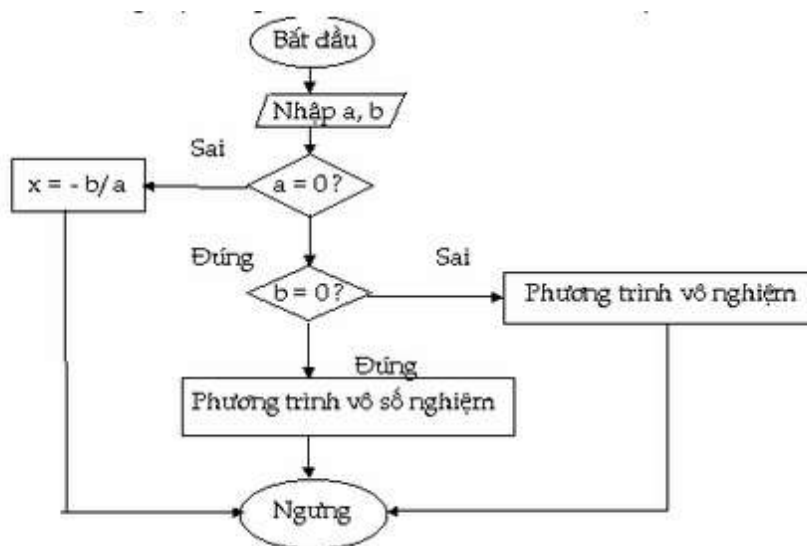 Bắt đầu
Nhập a, b
Sai
x = - b/a
a = 0?
Đúng
Sai
b = 0?
Phương trình vô nghiệm
Đúng
Phương trình vô số nghiệm
Ngưng